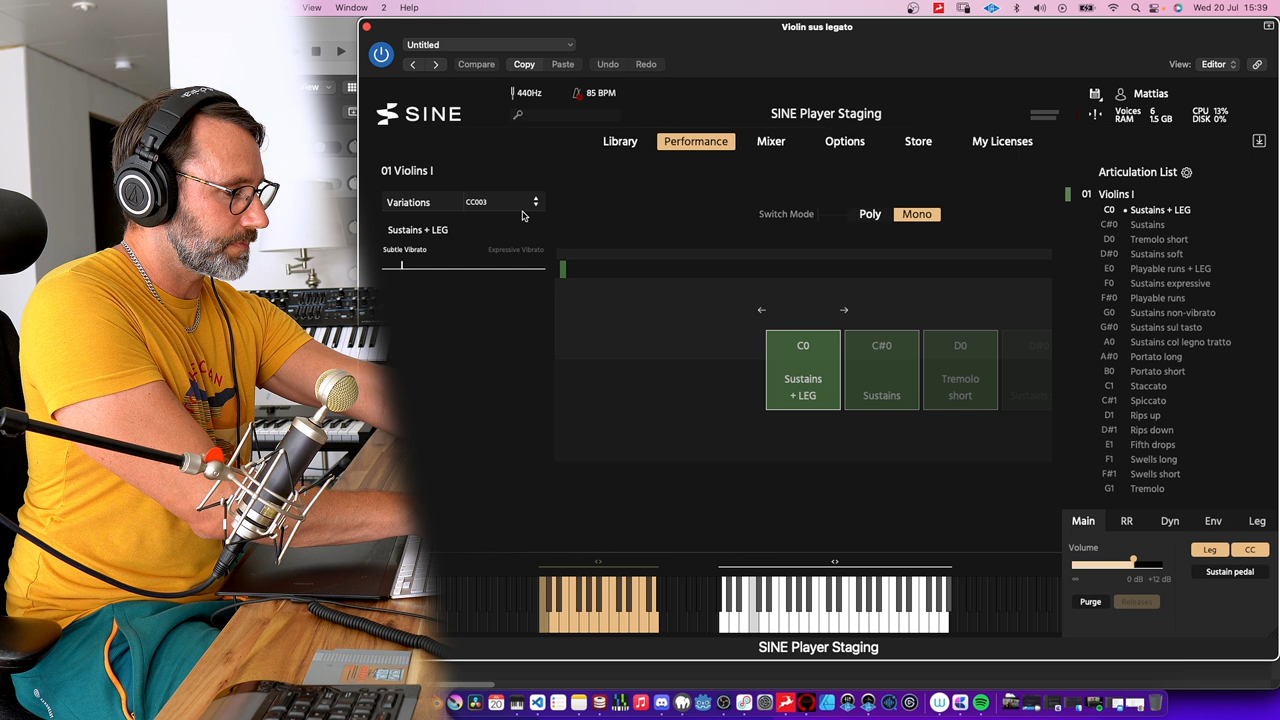 View Window 2 Help
Wed 20 Jul 15:39
Violin sus legato
Untitled
Compare Copy Paste Undo Redo
View: Editor
440Hz 85 BPM
SINE
SINE Player Staging
Mattias
Voices 6 CPU 13%
RAM 1.5 GB DISK 0%
Library Performance Mixer Options Store My Licenses
01 Violins I
Variations CC003
Sustains + LEG
Subtle Vibrato Expressive Vibrato
Switch Mode Poly Mono
C0 C#0 D0 D#0
Sustains
+ LEG
Sustains
Tremolo
short
Sustains
Articulation List
01 Violins I
C0 • Sustains + LEG
C#0 Sustains
D0 Tremolo short
D#0 Sustains soft
E0 Playable runs + LEG
F0 Sustains expressive
F#0 Playable runs
G0 Sustains non-vibrato
G#0 Sustains sul tasto
A0 Sustains col legno tratto
A#0 Portato long
B0 Portato short
C1 Staccato
C#1 Spiccato
D1 Rips up
D#1 Rips down
E1 Fifth drops
F1 Swells long
F#1 Swells short
G1 Tremolo
Main RR Dyn Env Leg
Volume
Leg CC
∞ 0 dB +12 dB
Sustain pedal
Purge Releases
SINE Player Staging